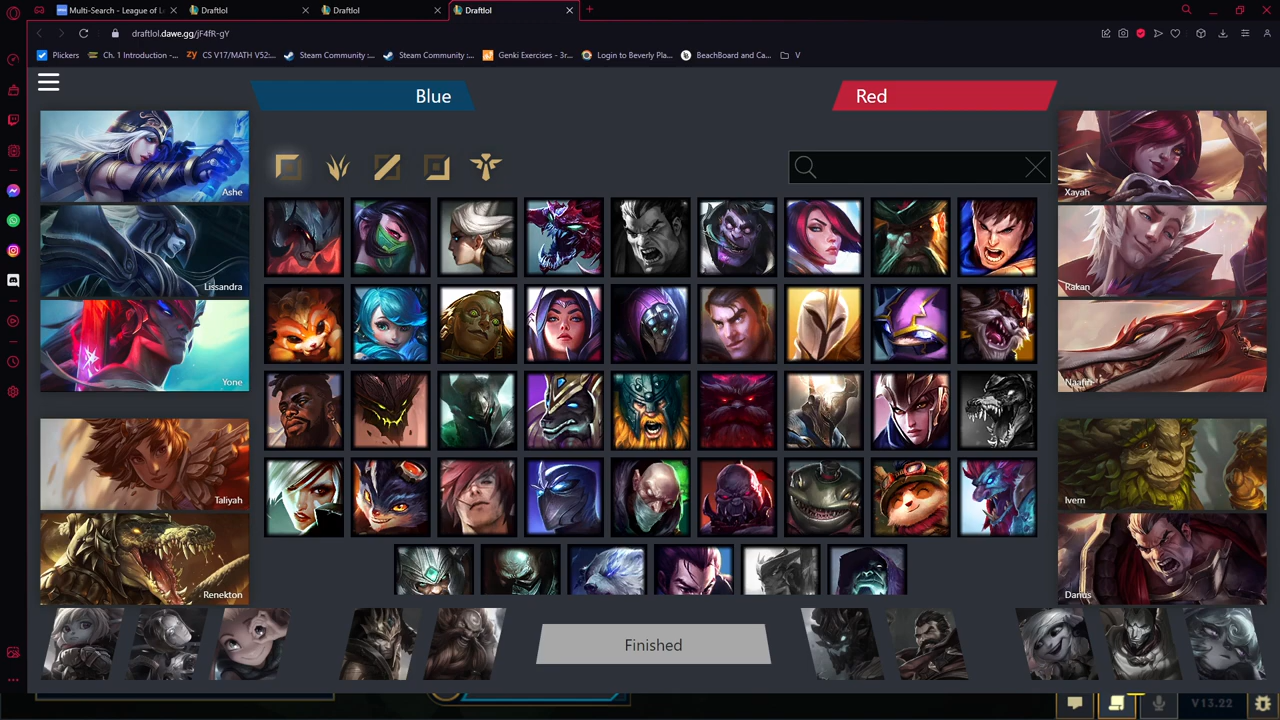 Multi-Search - League of L
Draftlol
Draftlol
Draftlol
draftlol.dawe.gg/jF4fR-gY
Plickers
Ch. 1 Introduction -...
zy CS V17/MATH V52:...
Steam Community :...
Steam Community :...
Genki Exercises - 3r...
Login to Beverly Pla...
BeachBoard and Ca...
V
Blue
Red
Ashe
Xayah
Lissandra
Rakan
Yone
Naafiri
Taliyah
Ivern
Renekton
Darius
Finished
V13.22